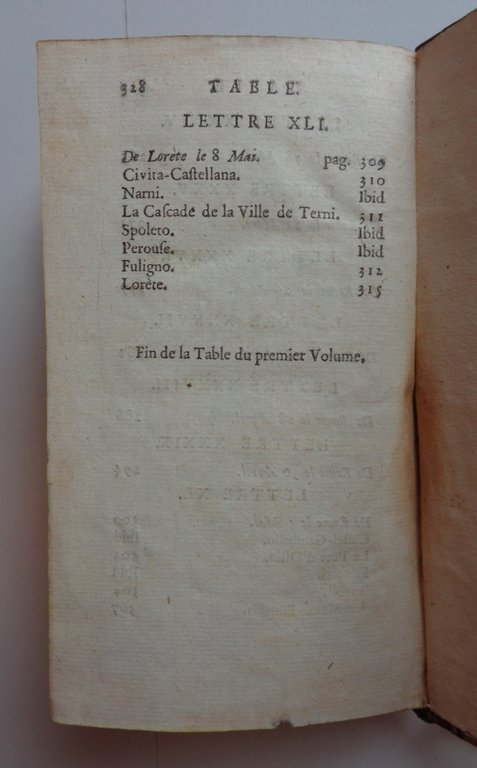 328 TABLE.
LETTRE XLI.
De Lorète le 8 Mai. pag. 309
Civita-Caſtellana. 310
Narni. Ibid
La Caſcade de la Ville de Terni. 311
Spoleto. Ibid
Perouſe. Ibid
Fuligno. 312
Lorète. 315
Fin de la Table du premier Volume.